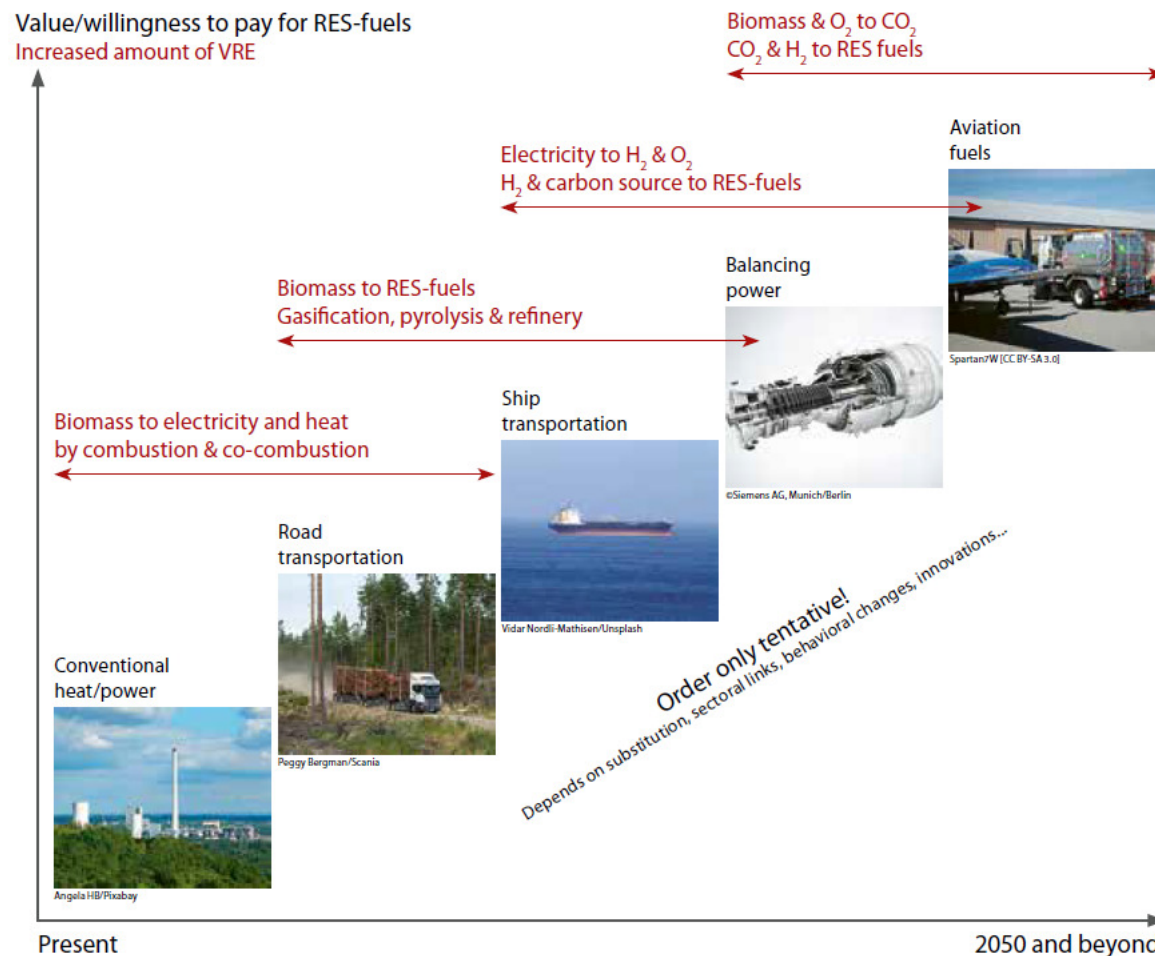 Value/willingness to pay for RES-fuels
Increased amount of VRE
Biomass & O₂ to CO₂
CO₂ & H₂ to RES fuels
Aviation
fuels
Electricity to H₂ & O₂
H₂ & carbon source to RES-fuels
Spartan7W [CC BY-SA 3.0]
Balancing
power
Biomass to RES-fuels
Gasification, pyrolysis & refinery
©Siemens AG, Munich/Berlin
Ship
transportation
Biomass to electricity and heat
by combustion & co-combustion
Vidar Nordli-Mathisen/Unsplash
Road
transportation
Peggy Bergman/Scania
Order only tentative!
Depends on substitution, sectoral links, behavioral changes, innovations...
Conventional
heat/power
Angela HB/Pixabay
Present
2050 and beyond